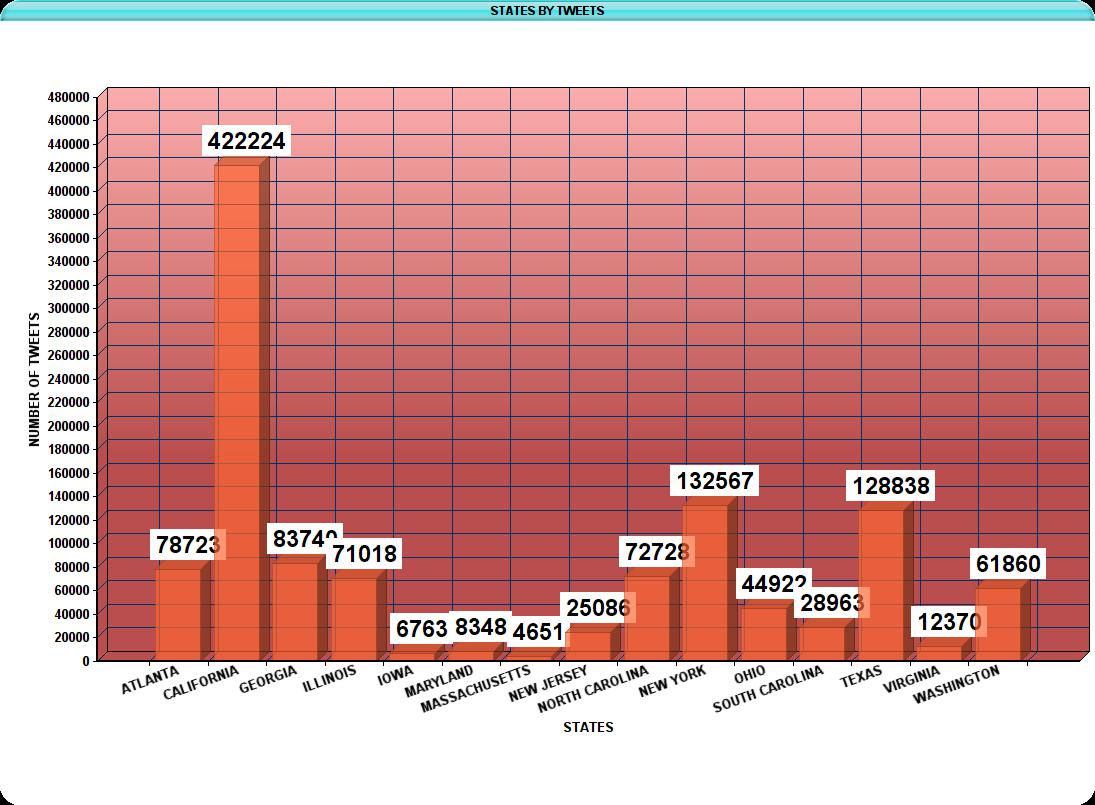 STATES BY TWEETS
480000
460000
440000
420000
400000
380000
360000
340000
320000
300000
280000
260000
240000
220000
200000
180000
160000
140000
120000
100000
80000
60000
40000
20000
0
NUMBER OF TWEETS
78723
422224
83740
71018
6763
8348
4651
25086
72728
132567
44922
28963
128838
12370
61860
ATLANTA
CALIFORNIA
GEORGIA
ILLINOIS
IOWA
MARYLAND
MASSACHUSETTS
NEW JERSEY
NORTH CAROLINA
NEW YORK
OHIO
SOUTH CAROLINA
TEXAS
VIRGINIA
WASHINGTON
STATES